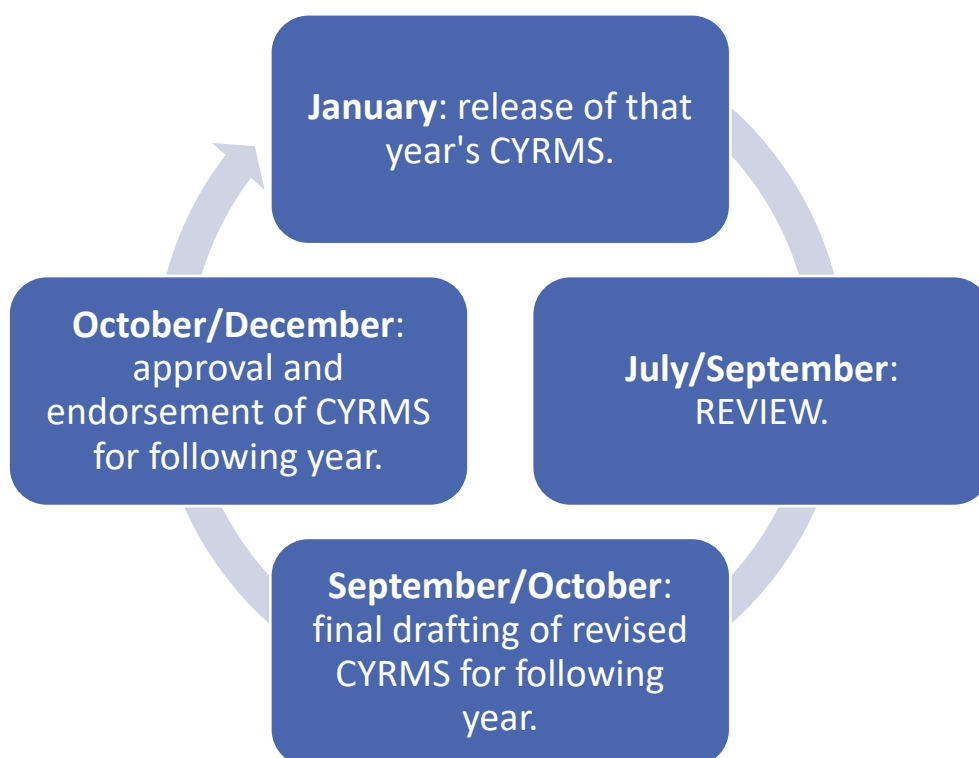 January: release of that
year's CYRMS.
July/September:
REVIEW.
September/October:
final drafting of revised
CYRMS for following
year.
October/December:
approval and
endorsement of CYRMS
for following year.